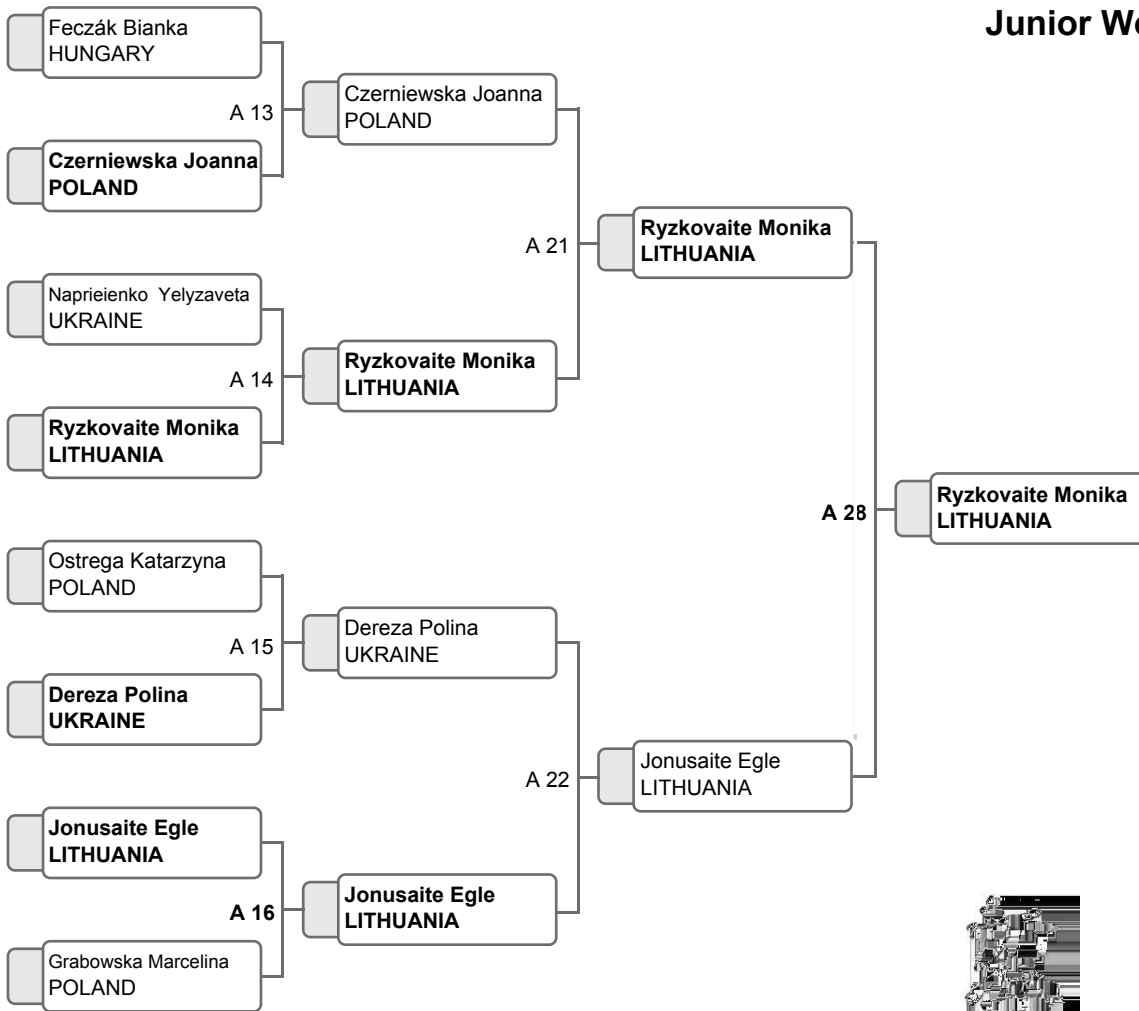 Junior
Feczák Bianka
HUNGARY
A 13
Czerniewska Joanna
POLAND
Czerniewska Joanna
POLAND
A 21
Ryzkovaite Monika
LITHUANIA
Naprieienko Yelyzaveta
UKRAINE
A 14
Ryzkovaite Monika
LITHUANIA
Ryzkovaite Monika
LITHUANIA
A 28
Ryzkovaite Monika
LITHUANIA
Ostrega Katarzyna
POLAND
A 15
Dereza Polina
UKRAINE
Dereza Polina
UKRAINE
A 22
Jonusaite Egle
LITHUANIA
Jonusaite Egle
LITHUANIA
A 16
Jonusaite Egle
LITHUANIA
Grabowska Marcelina
POLAND